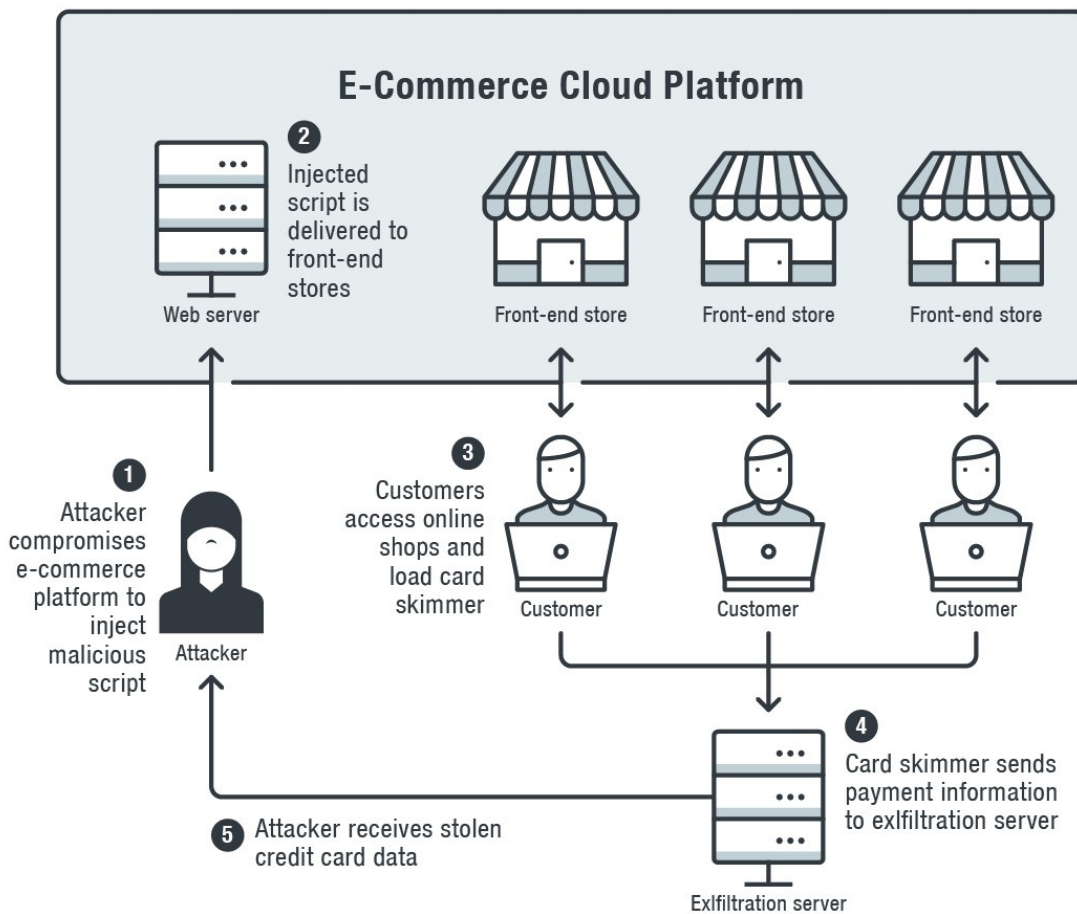 E-Commerce Cloud Platform
2
Injected
script is
delivered to
front-end
stores
Web server
Front-end store
Front-end store
Front-end store
1
Attacker
compromises
e-commerce
platform to
inject
malicious
script
Attacker
3
Customers
access online
shops and
load card
skimmer
Customer
Customer
Customer
4
Card skimmer sends
payment information
to exlfiltration server
5 Attacker receives stolen
credit card data
Exlfiltration server